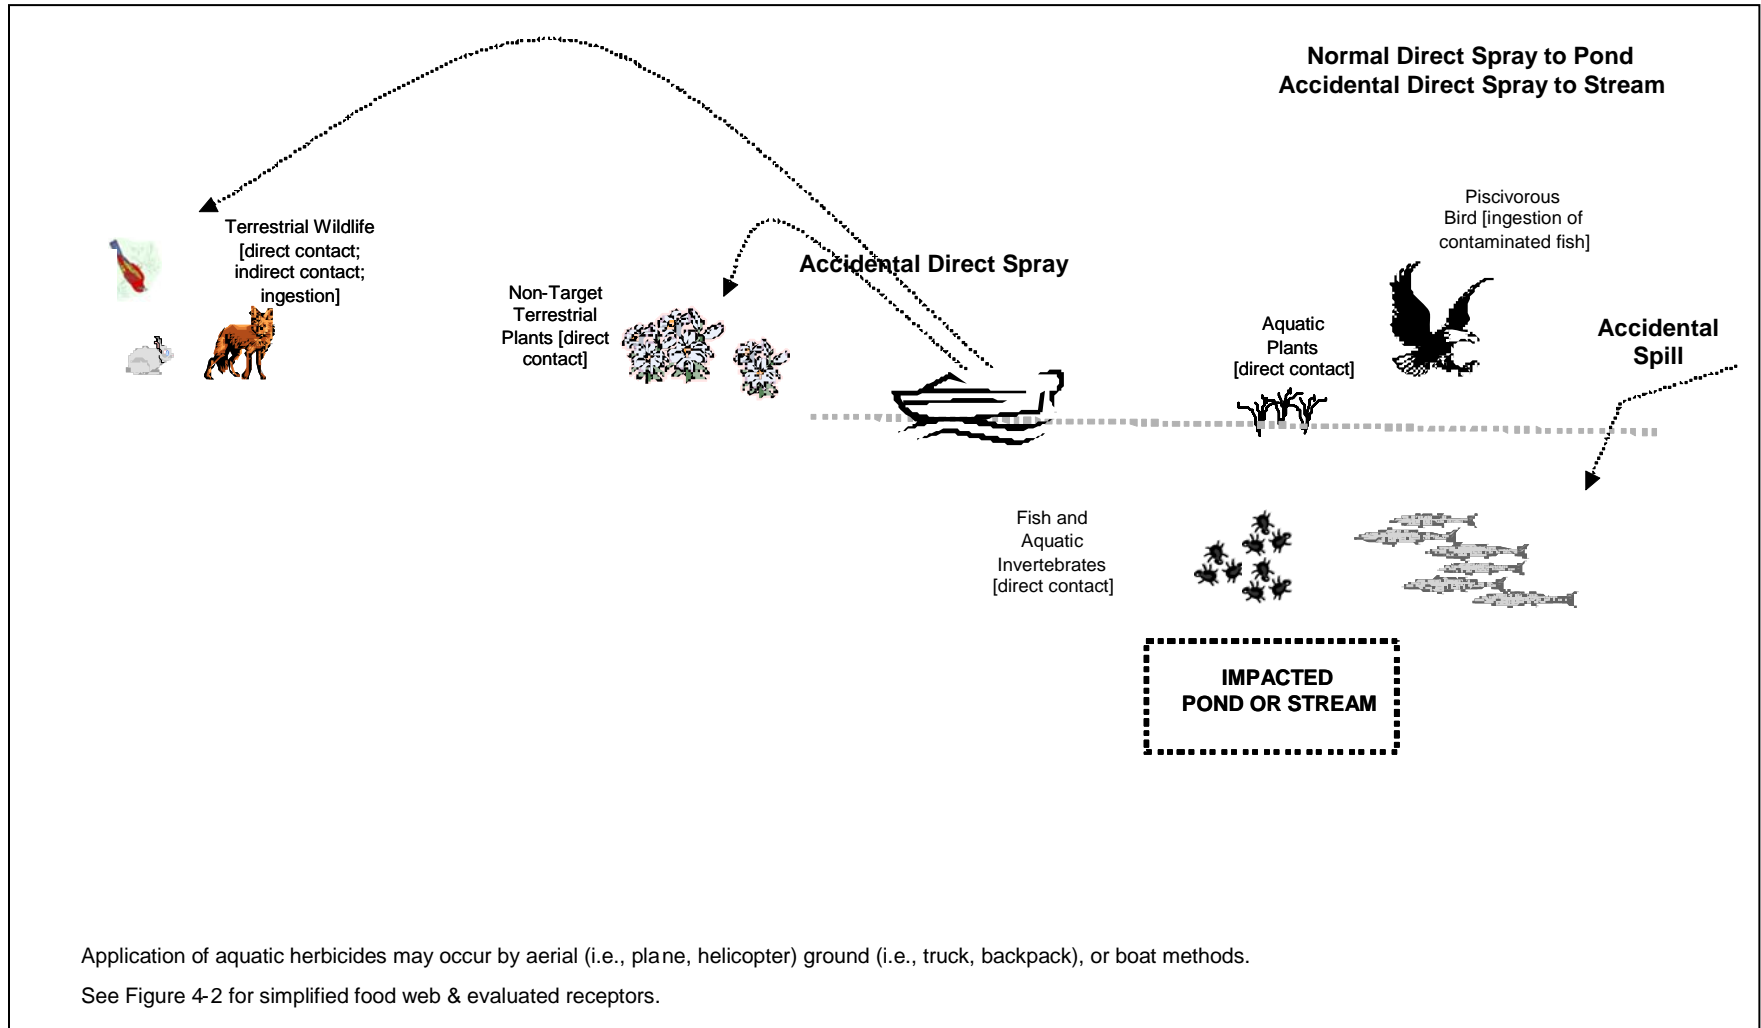 Normal Direct Spray to Pond
Accidental Direct Spray to Stream
Terrestrial Wildlife
[direct contact;
indirect contact;
ingestion]
Non-Target
Terrestrial
Plants [direct
contact]
Accidental Direct Spray
Piscivorous
Bird [ingestion of
contaminated fish]
Aquatic
Plants
[direct contact]
Accidental
Spill
Fish and
Aquatic
Invertebrates
[direct contact]
IMPACTED
POND OR STREAM
Application of aquatic herbicides may occur by aerial (i.e., plane, helicopter) ground (i.e., truck, backpack), or boat methods.
See Figure 4-2 for simplified food web & evaluated receptors.